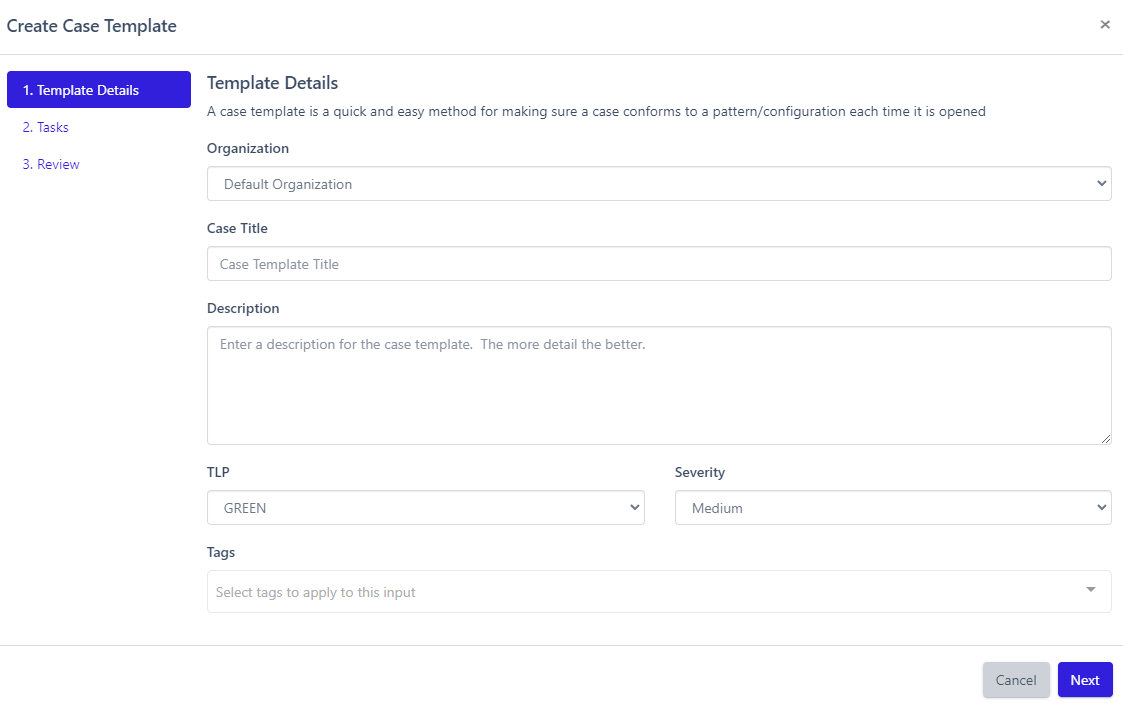 Create Case Template ×
1. Template Details
2. Tasks
3. Review
Template Details
A case template is a quick and easy method for making sure a case conforms to a pattern/configuration each time it is opened
Organization
Default Organization
Case Title
Case Template Title
Description
Enter a description for the case template.  The more detail the better.
TLP
GREEN
Severity
Medium
Tags
Select tags to apply to this input
Cancel
Next